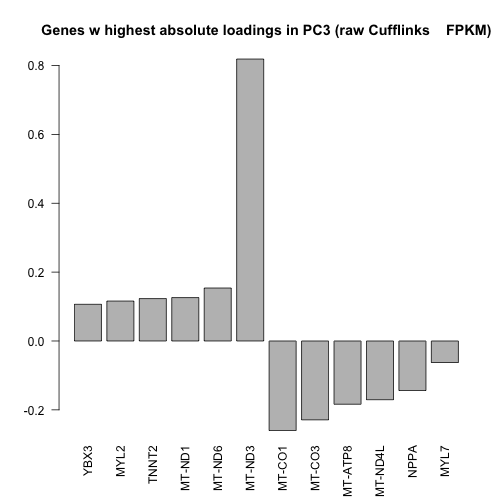 Genes w highest absolute loadings in PC3 (raw Cufflinks    FPKM)
0.8
0.6
0.4
0.2
0.0
-0.2
YBX3
MYL2
TNNT2
MT-ND1
MT-ND6
MT-ND3
MT-CO1
MT-CO3
MT-ATP8
MT-ND4L
NPPA
MYL7